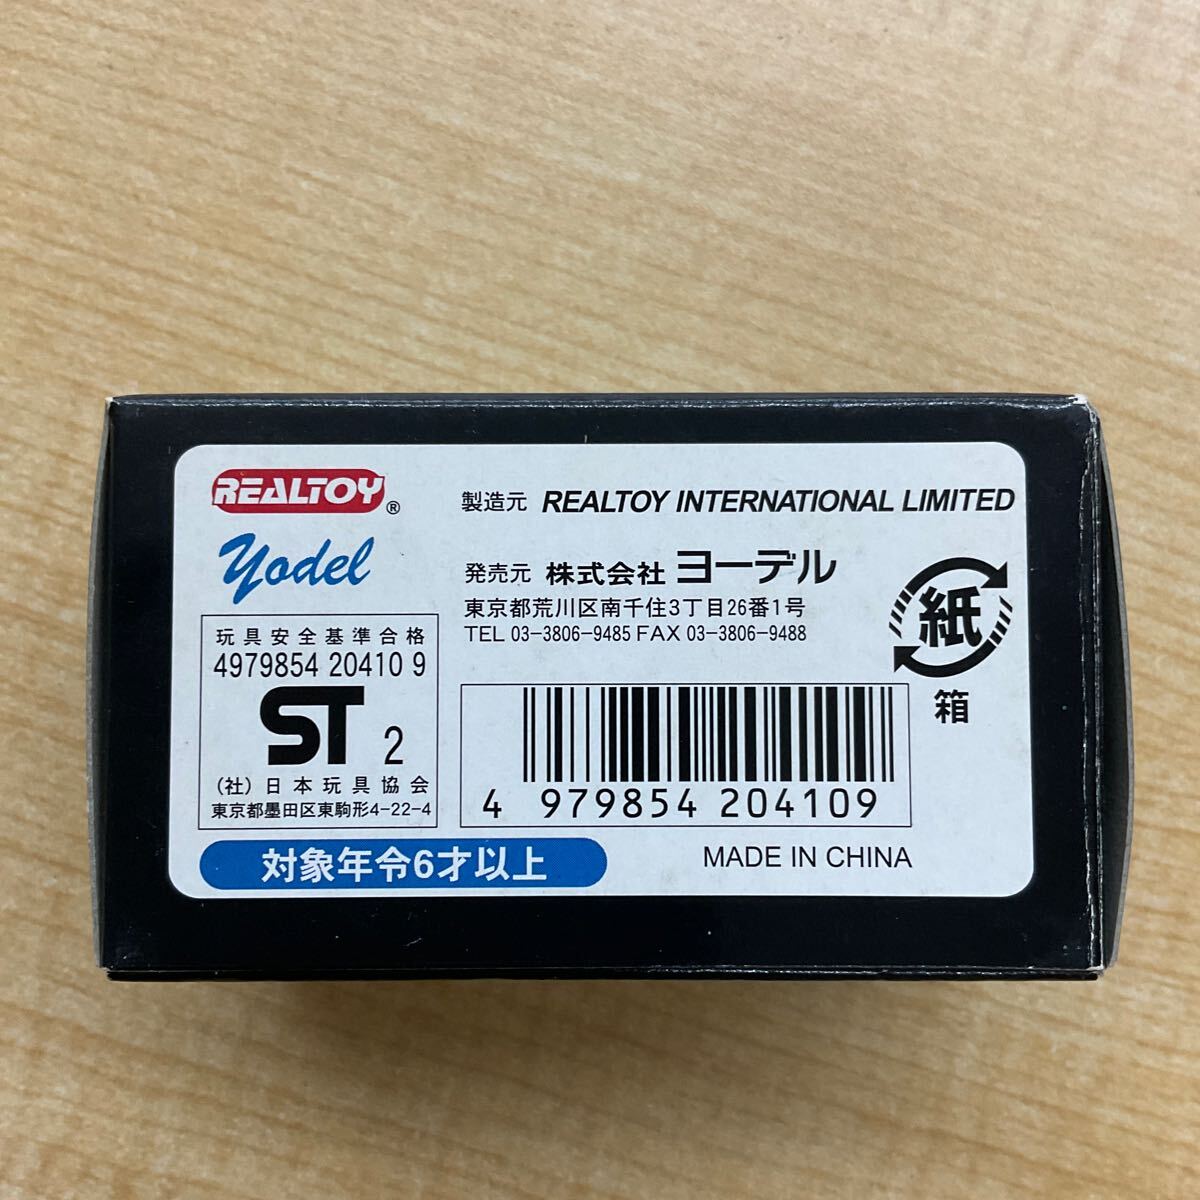 REALTOY®
yodel
製造元 REALTOY INTERNATIONAL LIMITED
発売元 株式会社 ヨーデル
東京都荒川区南千住3丁目26番1号
TEL 03-3806-9485 FAX 03-3806-9488
紙
箱
玩具安全基準合格
4979854 20410 9
ST 2
(社)日本玩具協会
東京都墨田区東駒形4-22-4
4 979854 204109
対象年令6才以上
MADE IN CHINA